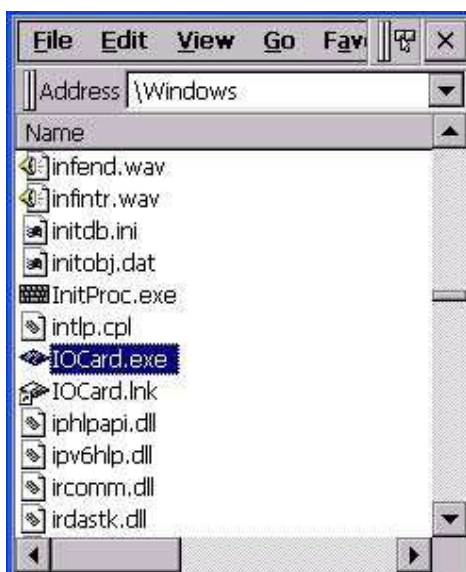 File Edit View Go Fav
Address \Windows
Name
infend.wav
infintr.wav
initdb.ini
initobj.dat
InitProc.exe
intlp.cpl
IOCard.exe
IOCard.lnk
iphlpapi.dll
ipv6hlp.dll
ircomm.dll
irdastk.dll